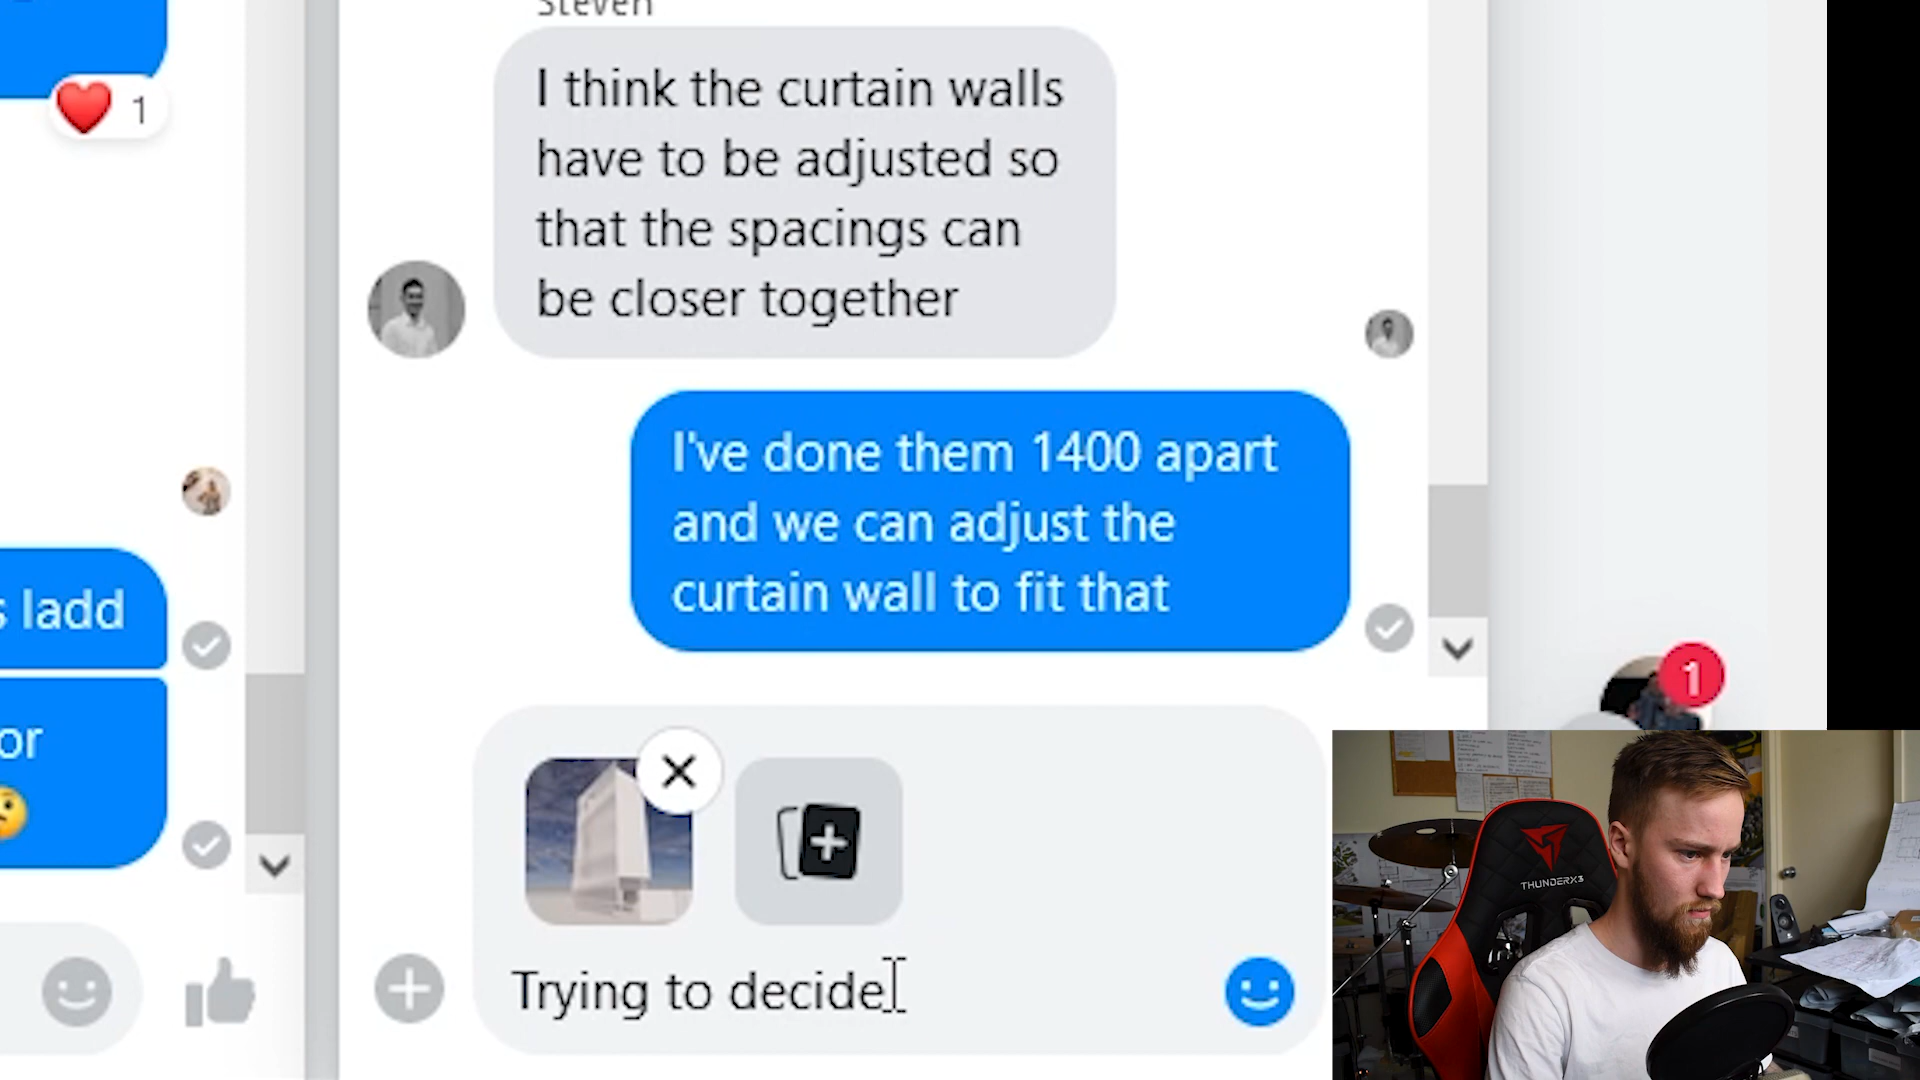 Steven
I think the curtain walls
have to be adjusted so
that the spacings can
be closer together
1
I've done them 1400 apart
and we can adjust the
curtain wall to fit that
s ladd
or
1
Trying to decide
THUNDERX3